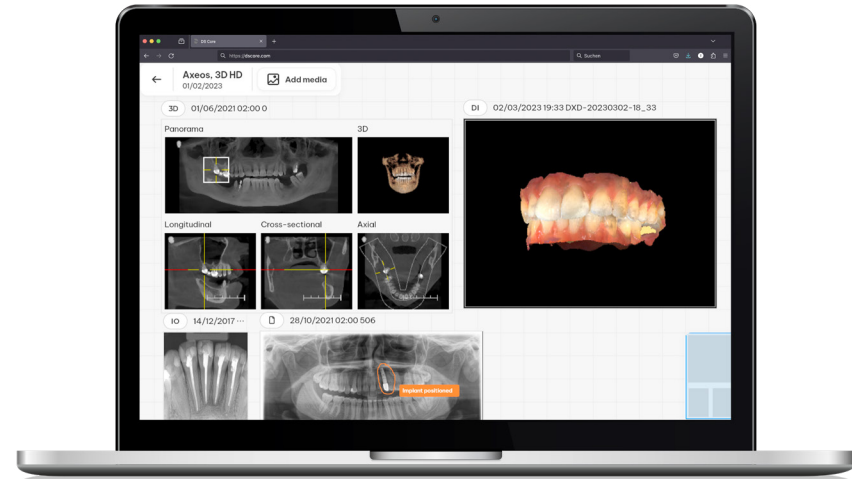 DS Core
https://dscore.com
Suchen
Axeos, 3D HD
01/02/2023
Add media
3D 01/06/2021 02:00 0
DI 02/03/2023 19:33 DXD-20230302-18_33
Panorama
3D
Longitudinal
Cross-sectional
Axial
IO 14/12/2017 ...
28/10/2021 02:00 506
Implant positioned